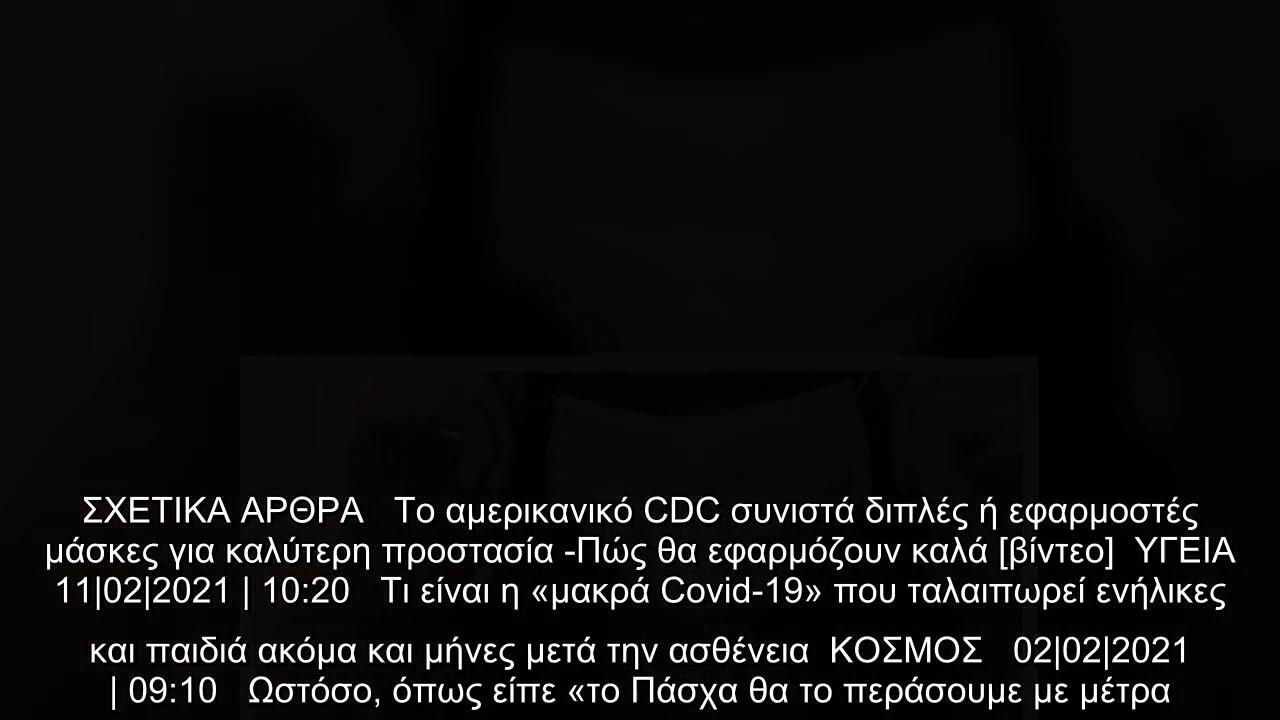 ΣΧΕΤΙΚΑ ΑΡΘΡΑ   Το αμερικανικό CDC συνιστά διπλές ή εφαρμοστές
μάσκες για καλύτερη προστασία -Πώς θα εφαρμόζουν καλά [βίντεο]  ΥΓΕΙΑ
11|02|2021 | 10:20   Τι είναι η «μακρά Covid-19» που ταλαιπωρεί ενήλικες
και παιδιά ακόμα και μήνες μετά την ασθένεια  ΚΟΣΜΟΣ   02|02|2021
| 09:10   Ωστόσο, όπως είπε «το Πάσχα θα το περάσουμε με μέτρα